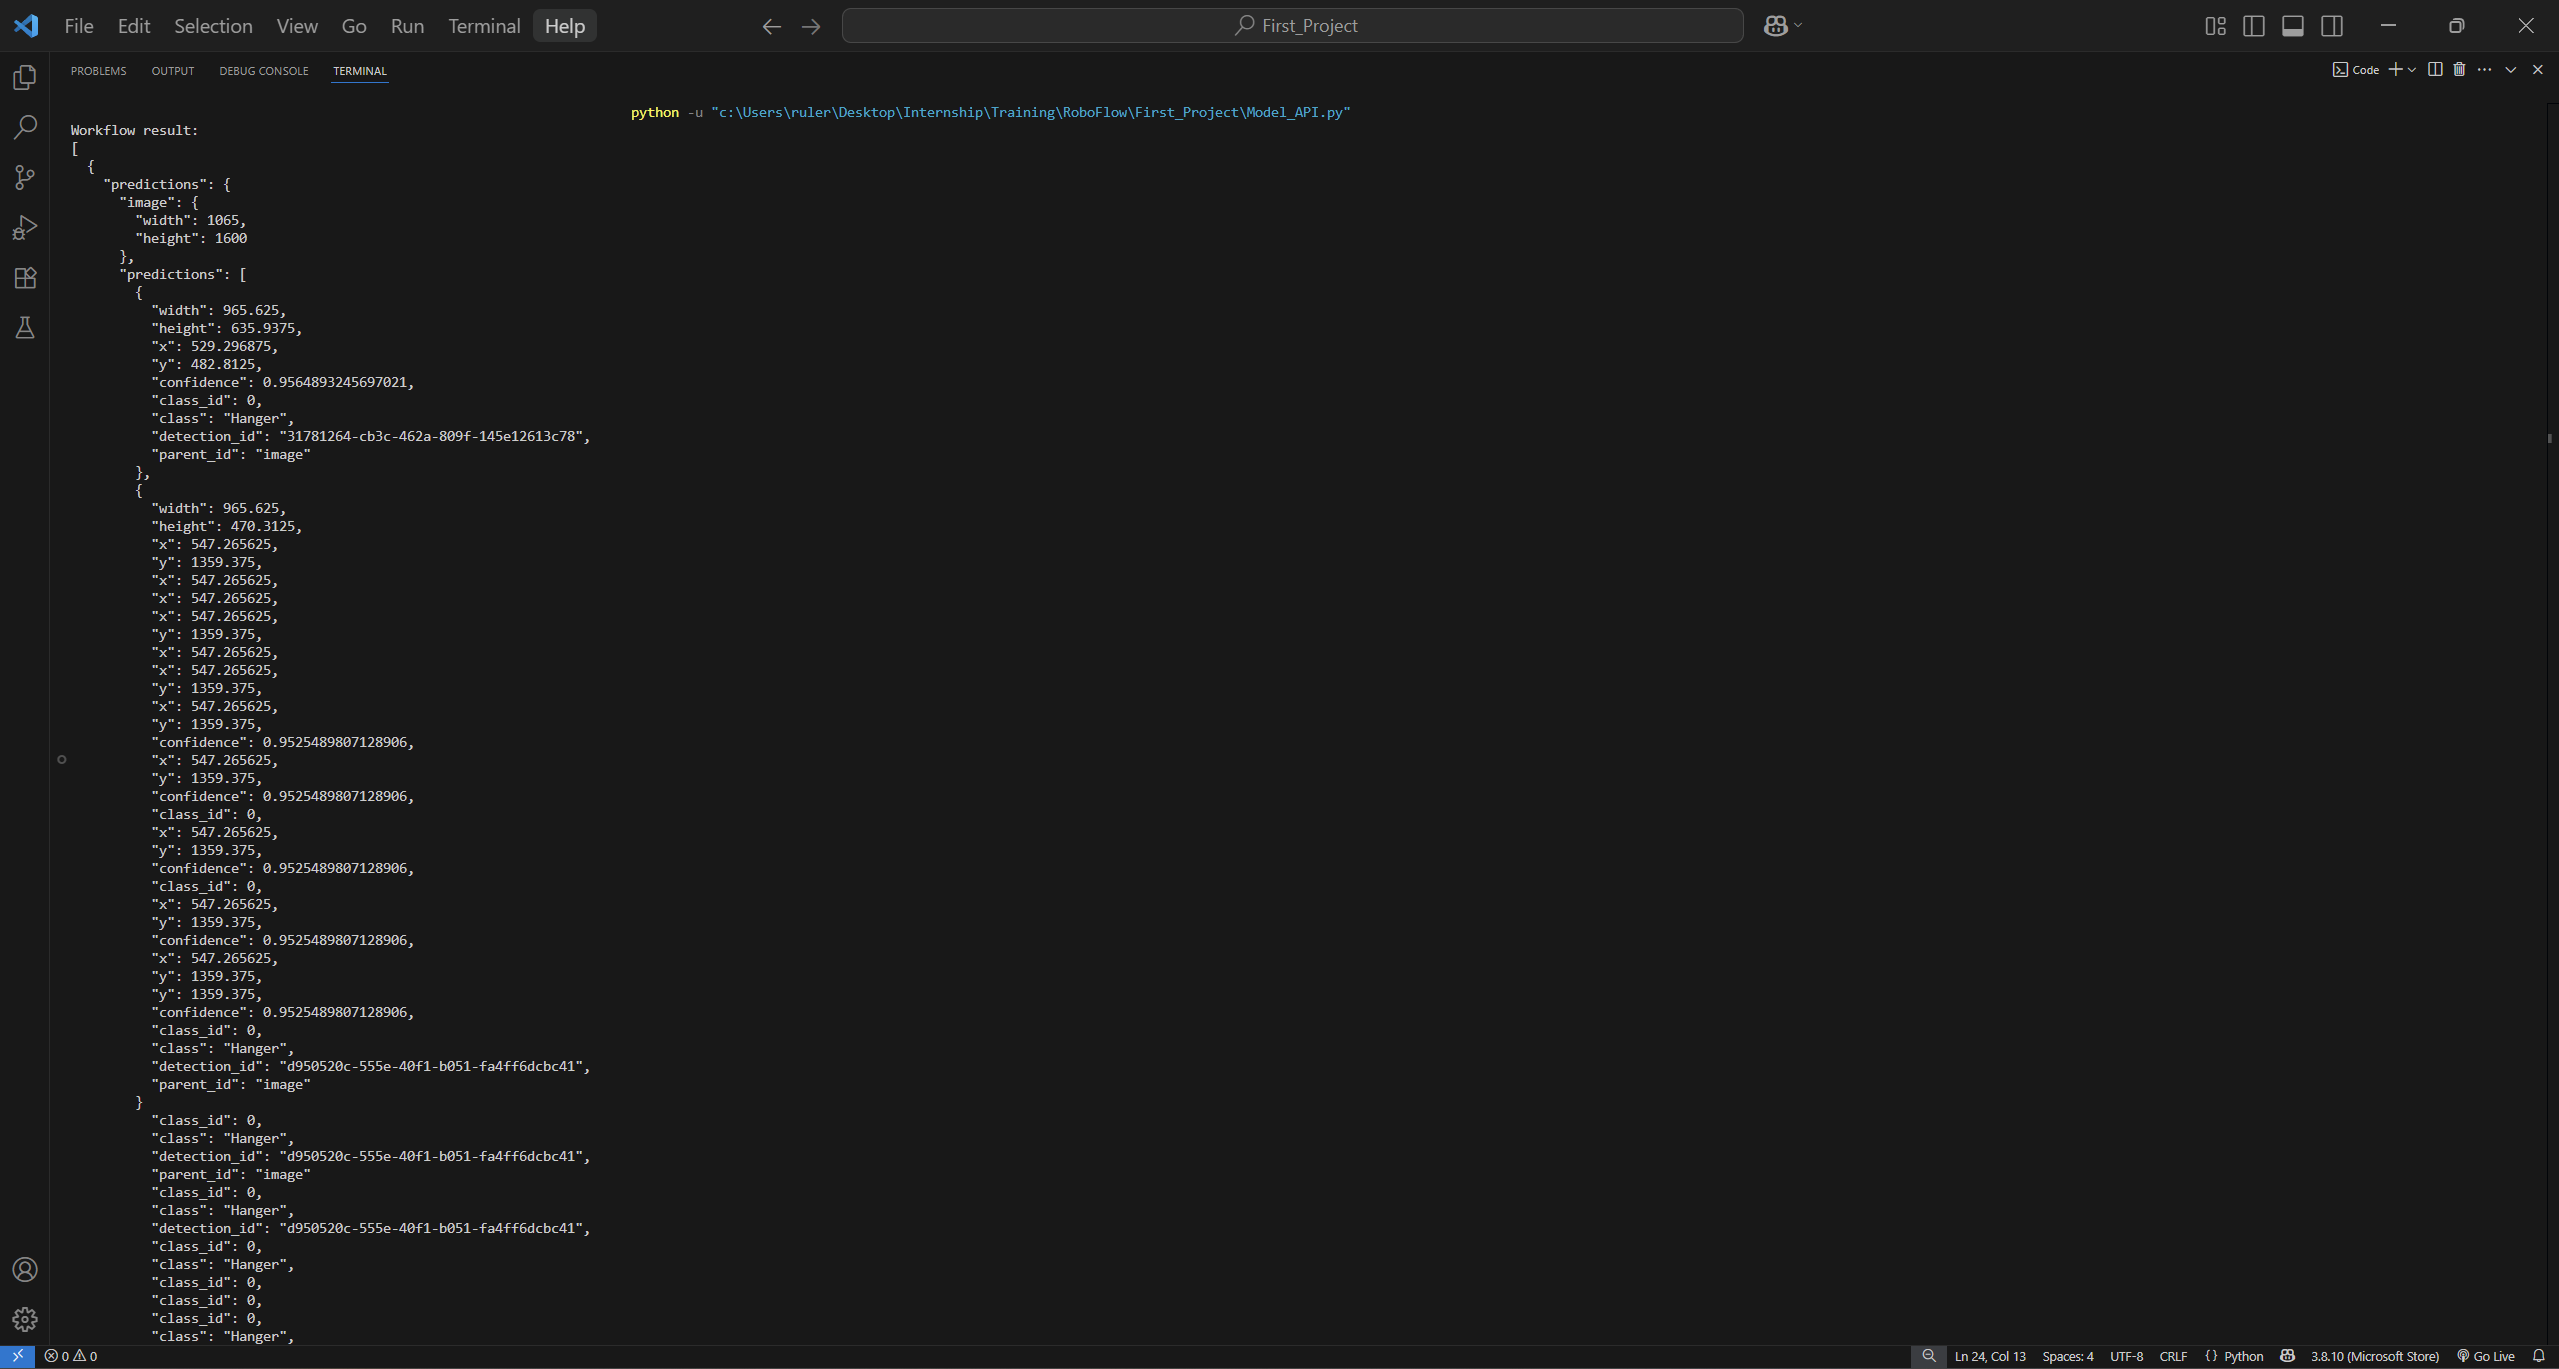 File Edit Selection View Go Run Terminal Help
First_Project
PROBLEMS OUTPUT DEBUG CONSOLE TERMINAL
Code
python -u "c:\Users\ruler\Desktop\Internship\Training\RoboFlow\First_Project\Model_API.py"
Workflow result:
[
{
"predictions": {
"image": {
"width": 1065,
"height": 1600
},
"predictions": [
{
"width": 965.625,
"height": 635.9375,
"x": 529.296875,
"y": 482.8125,
"confidence": 0.9564893245697021,
"class_id": 0,
"class": "Hanger",
"detection_id": "31781264-cb3c-462a-809f-145e12613c78",
"parent_id": "image"
},
{
"width": 965.625,
"height": 470.3125,
"x": 547.265625,
"y": 1359.375,
"x": 547.265625,
"x": 547.265625,
"x": 547.265625,
"y": 1359.375,
"x": 547.265625,
"x": 547.265625,
"y": 1359.375,
"x": 547.265625,
"y": 1359.375,
"confidence": 0.9525489807128906,
"x": 547.265625,
"y": 1359.375,
"confidence": 0.9525489807128906,
"class_id": 0,
"x": 547.265625,
"y": 1359.375,
"confidence": 0.9525489807128906,
"class_id": 0,
"x": 547.265625,
"y": 1359.375,
"confidence": 0.9525489807128906,
"x": 547.265625,
"y": 1359.375,
"y": 1359.375,
"confidence": 0.9525489807128906,
"class_id": 0,
"class": "Hanger",
"detection_id": "d950520c-555e-40f1-b051-fa4ff6dcbc41",
"parent_id": "image"
}
"class_id": 0,
"class": "Hanger",
"detection_id": "d950520c-555e-40f1-b051-fa4ff6dcbc41",
"parent_id": "image"
"class_id": 0,
"class": "Hanger",
"detection_id": "d950520c-555e-40f1-b051-fa4ff6dcbc41",
"class_id": 0,
"class": "Hanger",
"class_id": 0,
"class_id": 0,
"class_id": 0,
"class": "Hanger",
0 0 Ln 24, Col 13 Spaces: 4 UTF-8 CRLF {} Python 3.8.10 (Microsoft Store) Go Live